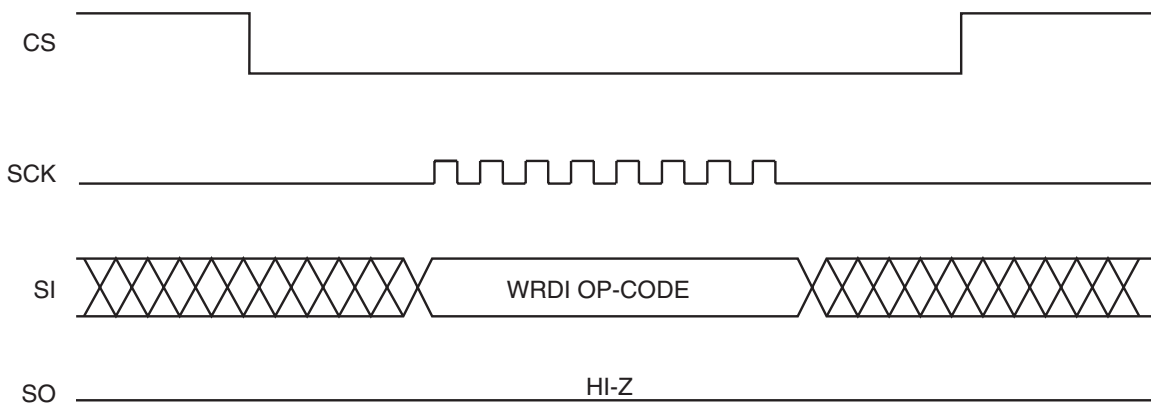 CS
SCK
SI
WRDI OP-CODE
SO
HI-Z